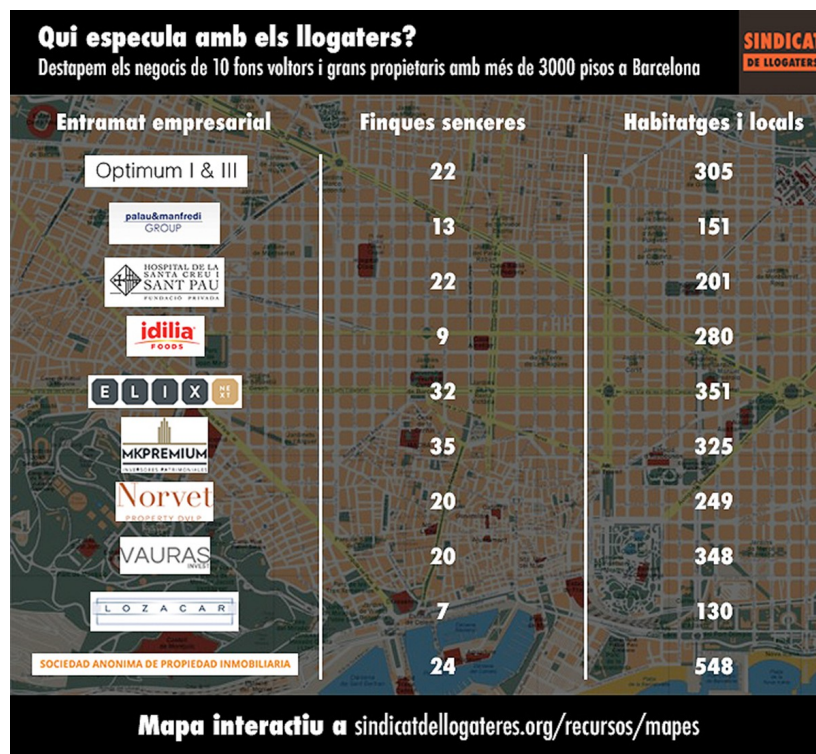 Qui especula amb els llogaters?
Destapem els negocis de 10 fons voltors i grans propietaris amb més de 3000 pisos a Barcelona
SINDICAT
DE LLOGATERS
Entramat empresarial Finques senceres Habitatges i locals
Optimum I & III 22 305
palau&manfredi
GROUP
13 151
HOSPITAL DE LA
SANTA CREU I
SANT PAU
FUNDACIÓ PRIVADA
22 201
idilia
FOODS
9 280
ELIX NEXT 32 351
MKPREMIUM
INVERSORES PATRIMONIALES
35 325
Norvet
PROPERTY DVLP
20 249
VAURAS
INVEST
20 348
LOZACAR 7 130
SOCIEDAD ANONIMA DE PROPIEDAD INMOBILIARIA 24 548
Mapa interactiu a sindicatdellogateres.org/recursos/mapes